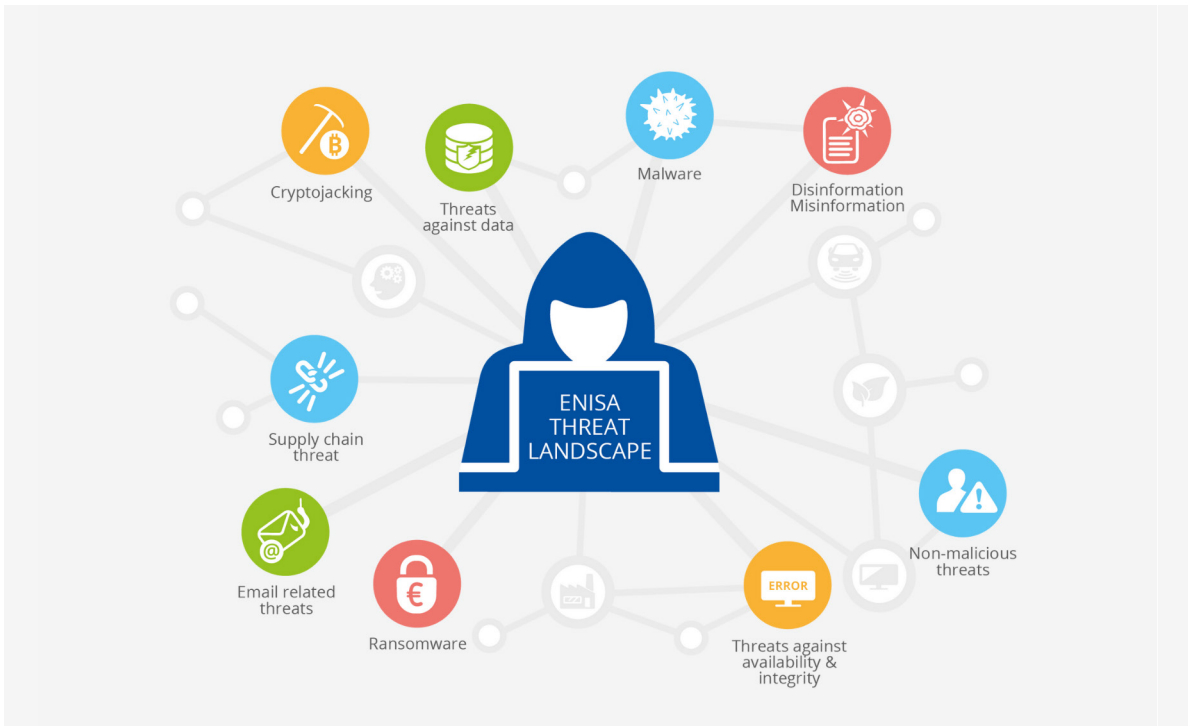 Cryptojacking
Threats
against data
Malware
Disinformation
Misinformation
ENISA
THREAT
LANDSCAPE
Supply chain
threat
@
Email related
threats
€
Ransomware
ERROR
Threats against
availability &
integrity
!
Non-malicious
threats